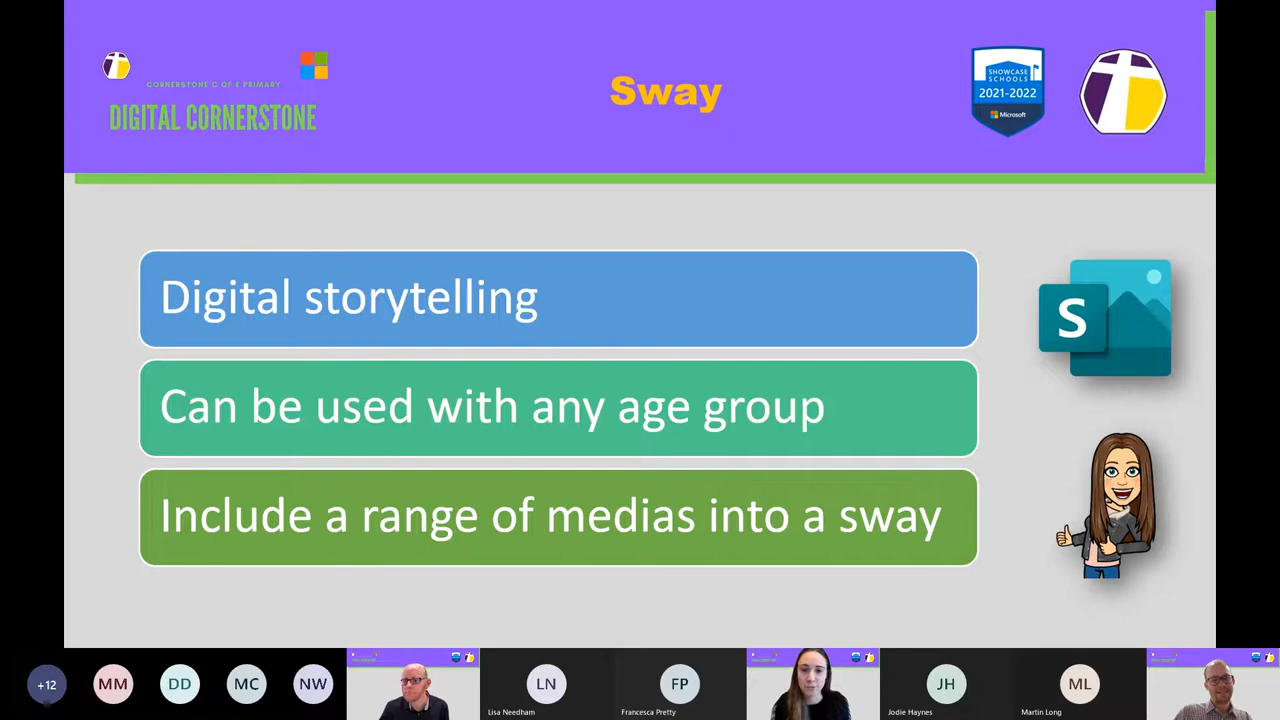 CORNERSTONE C OF E PRIMARY
DIGITAL CORNERSTONE
Sway
SHOWCASE
SCHOOLS
2021-2022
Microsoft
Digital storytelling
Can be used with any age group
Include a range of medias into a sway
S
+12
MM
DD
MC
NW
LN
FP
JH
ML
Lisa Needham
Francesca Pretty
Jodie Haynes
Martin Long